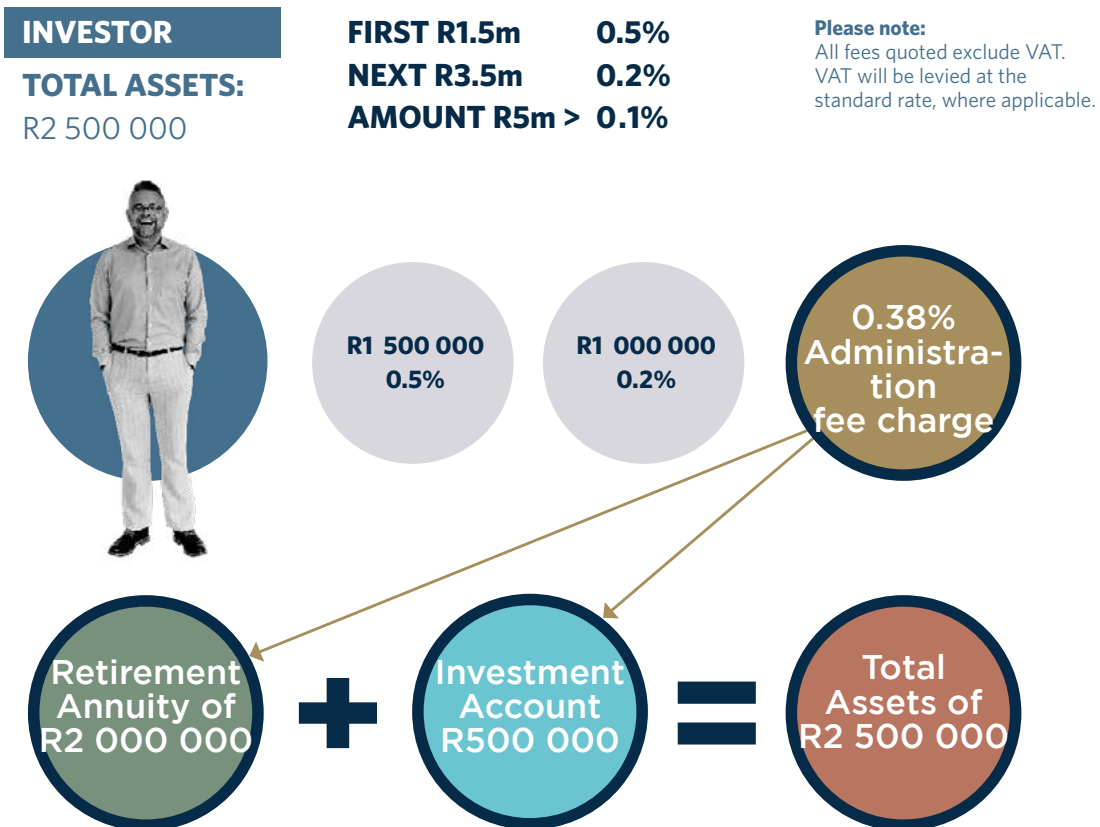 INVESTOR
TOTAL ASSETS:
R2 500 000
FIRST R1.5m 0.5%
NEXT R3.5m 0.2%
AMOUNT R5m > 0.1%
Please note:
All fees quoted exclude VAT.
VAT will be levied at the
standard rate, where applicable.
R1 500 000
0.5%
R1 000 000
0.2%
0.38%
Administra-
tion
fee charge
Retirement
Annuity of
R2 000 000
Investment
Account
R500 000
Total
Assets of
R2 500 000